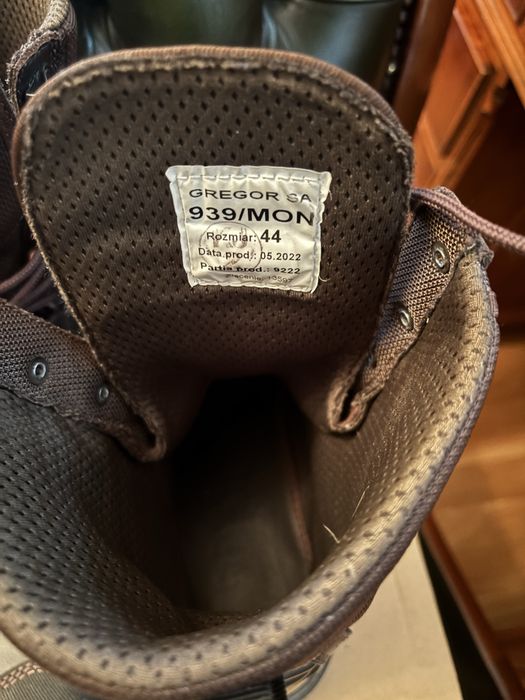 GREGOR SA
939/MON
Rozmiar: 44
Data.prod.: 05.2022
Partia prod.: 9222